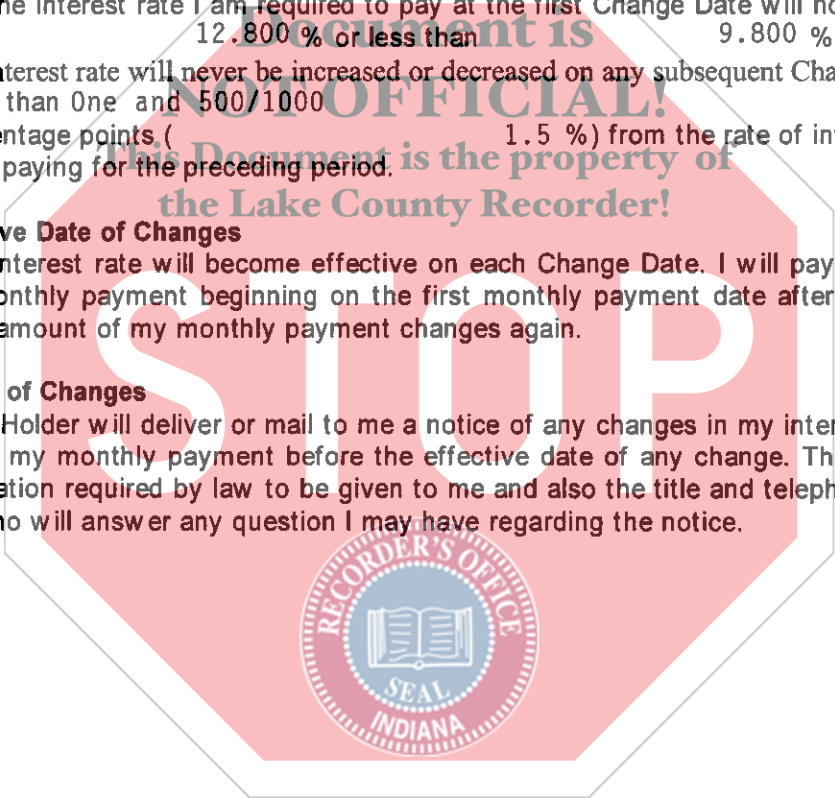 he interest rate I am required to pay at the first Change Date will no
12.800 % or less than 9.800 %
Document is
terest rate will never be increased or decreased on any subsequent Cha
NOT OFFICIAL!
than One and 500/1000
ntage points ( 1.5 %) from the rate of in
This Document is the property of
paying for the preceding period.
the Lake County Recorder!
ve Date of Changes
nterest rate will become effective on each Change Date. I will pay
onthly payment beginning on the first monthly payment date after
amount of my monthly payment changes again.
of Changes
Holder will deliver or mail to me a notice of any changes in my inter
my monthly payment before the effective date of any change. Th
ation required by law to be given to me and also the title and teleph
o will answer any question I may have regarding the notice.
STOP
RECORDER'S OFFICE
SEAL
INDIANA